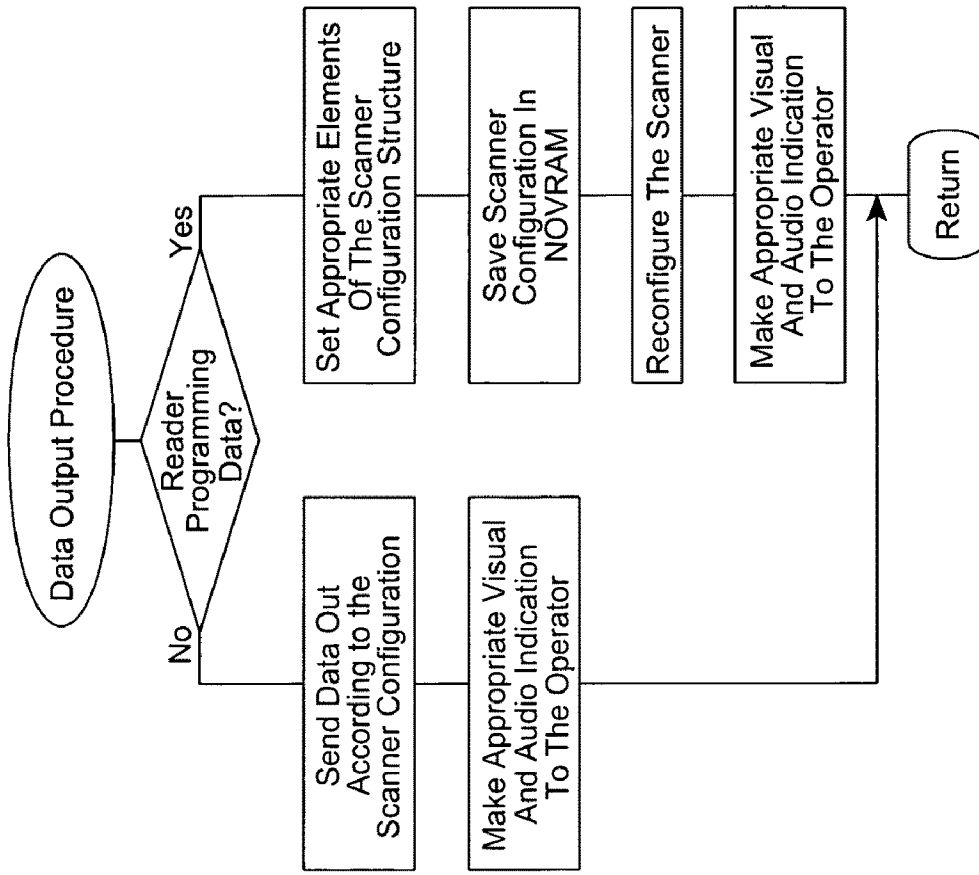 Data Output Procedure
Reader
Programming
Data?
No
Yes
Send Data Out
According to the
Scanner Configuration
Make Appropriate Visual
And Audio Indication
To The Operator
Set Appropriate Elements
Of The Scanner
Configuration Structure
Save Scanner
Configuration In
NOVRAM
Reconfigure The Scanner
Make Appropriate Visual
And Audio Indication
To The Operator
Return